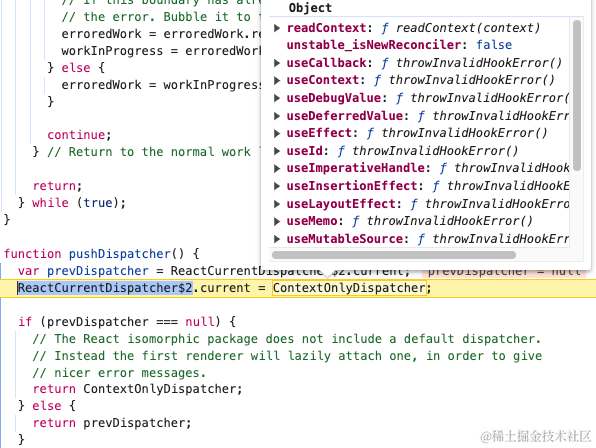 // If this boundary has alre
// the error. Bubble it to t
erroredWork = erroredWork.re
workInProgress = erroredWork
} else {
erroredWork = workInProgress
}
continue;
} // Return to the normal work l
return;
} while (true);
}
Object
readContext: ƒ readContext(context)
unstable_isNewReconciler: false
useCallback: ƒ throwInvalidHookError()
useContext: ƒ throwInvalidHookError()
useDebugValue: ƒ throwInvalidHookError(
useDeferredValue: ƒ throwInvalidHookErr
useEffect: ƒ throwInvalidHookError()
useId: ƒ throwInvalidHookError()
useImperativeHandle: ƒ throwInvalidHook
useInsertionEffect: ƒ throwInvalidHookE
useLayoutEffect: ƒ throwInvalidHookErro
useMemo: ƒ throwInvalidHookError()
useMutableSource: ƒ throwInvalidHookErr
function pushDispatcher() {
var prevDispatcher = ReactCurrentDispatcher$2.current; prevDispatcher = null
ReactCurrentDispatcher$2.current = ContextOnlyDispatcher;
if (prevDispatcher === null) {
// The React isomorphic package does not include a default dispatcher.
// Instead the first renderer will lazily attach one, in order to give
// nicer error messages.
return ContextOnlyDispatcher;
} else {
return prevDispatcher;
}
@稀土掘金技术社区